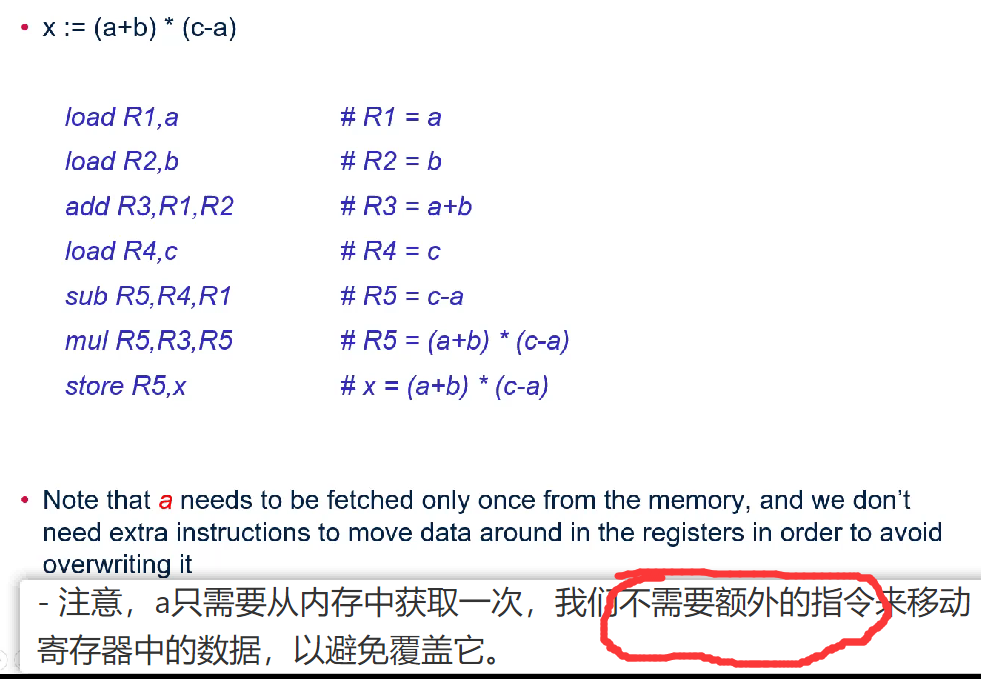 • x := (a+b) * (c-a)
load R1,a # R1 = a
load R2,b # R2 = b
add R3,R1,R2 # R3 = a+b
load R4,c # R4 = c
sub R5,R4,R1 # R5 = c-a
mul R5,R3,R5 # R5 = (a+b) * (c-a)
store R5,x # x = (a+b) * (c-a)
• Note that a needs to be fetched only once from the memory, and we don’t
need extra instructions to move data around in the registers in order to avoid
overwriting it
- 注意，a只需要从内存中获取一次，我们不需要额外的指令来移动
寄存器中的数据，以避免覆盖它。